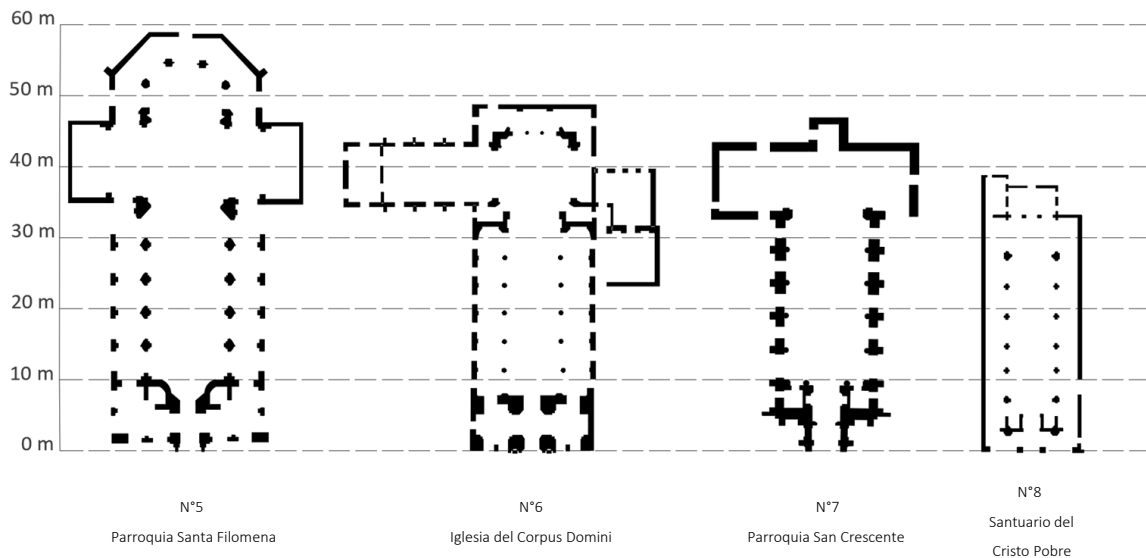 60 m
50 m
40 m
30 m
20 m
10 m
0 m
N°5
Parroquia Santa Filomena
N°6
Iglesia del Corpus Domini
N°7
Parroquia San Crescente
N°8
Santuario del
Cristo Pobre